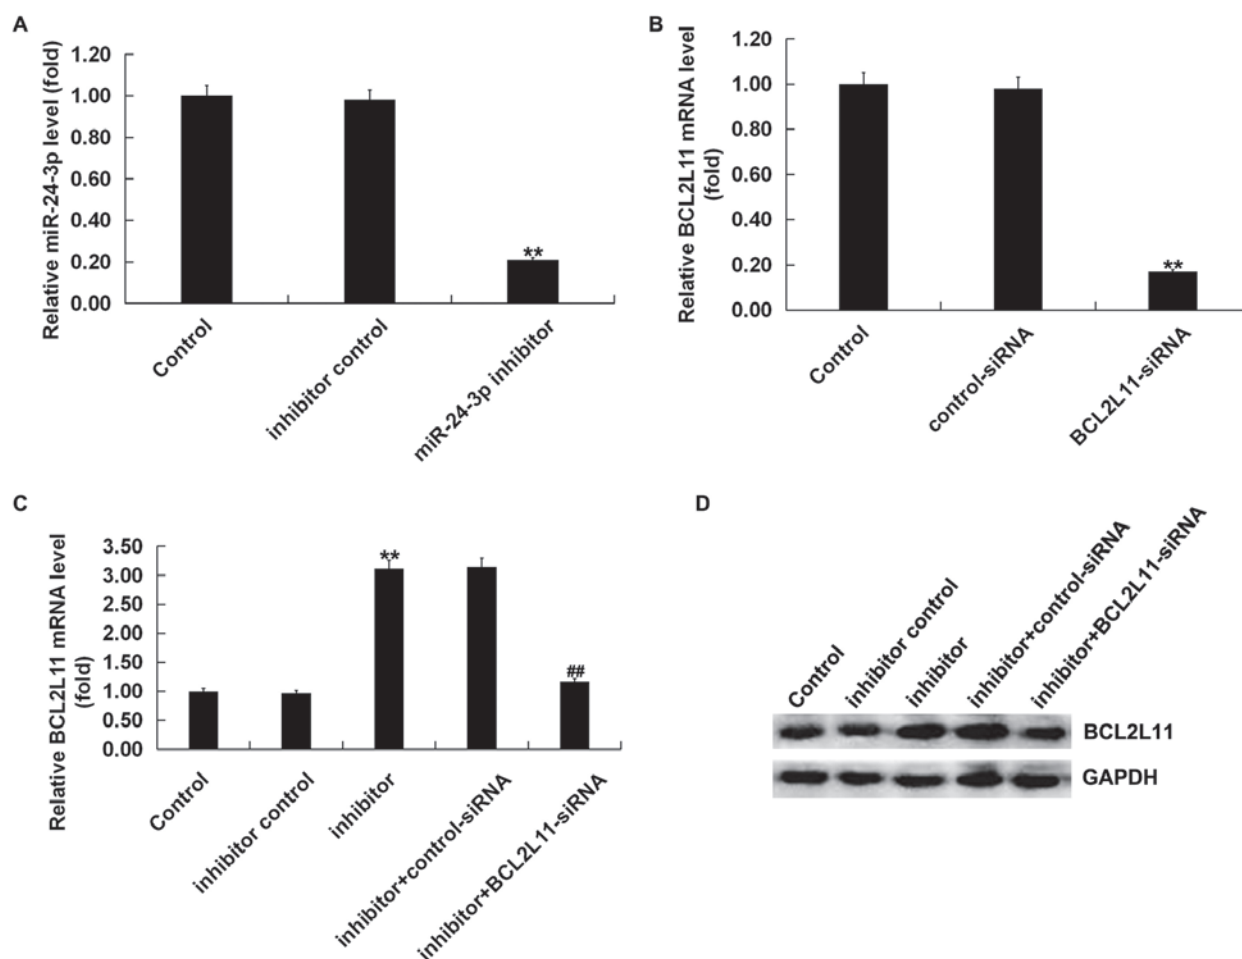 A
Relative miR-24-3p level (fold)
1.20
1.00
0.80
0.60
0.40
0.20
0.00
**
Control
inhibitor control
miR-24-3p inhibitor
B
Relative BCL2L11 mRNA level
(fold)
1.20
1.00
0.80
0.60
0.40
0.20
0.00
**
Control
control-siRNA
BCL2L11-siRNA
C
Relative BCL2L11 mRNA level
(fold)
3.50
3.00
2.50
2.00
1.50
1.00
0.50
0.00
**
##
Control
inhibitor control
inhibitor
inhibitor+control-siRNA
inhibitor+BCL2L11-siRNA
D
Control
inhibitor control
inhibitor
inhibitor+control-siRNA
inhibitor+BCL2L11-siRNA
BCL2L11
GAPDH